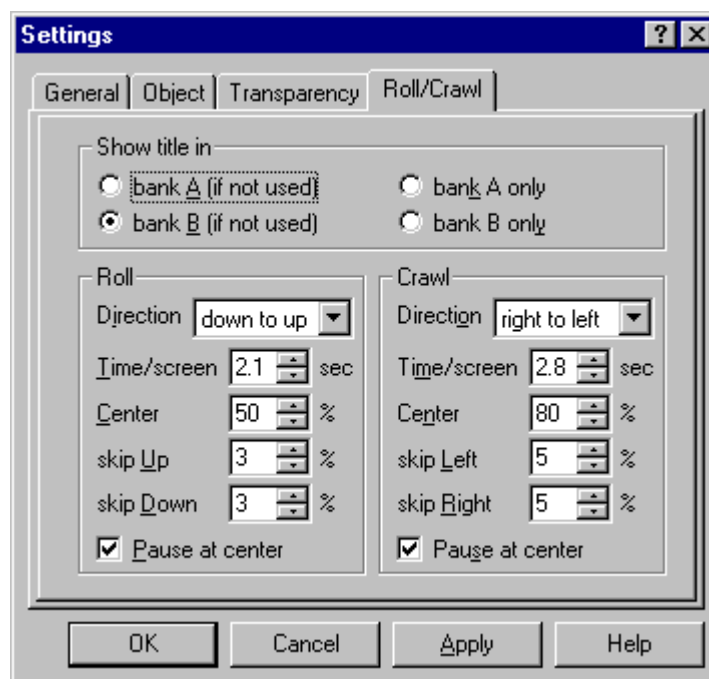 Settings
General Object Transparency Roll/Crawl
Show title in
bank A (if not used) bank A only
bank B (if not used) bank B only
Roll
Direction down to up
Time/screen 2.1 sec
Center 50 %
skip Up 3 %
skip Down 3 %
Pause at center
Crawl
Direction right to left
Time/screen 2.8 sec
Center 80 %
skip Left 5 %
skip Right 5 %
Pause at center
OK Cancel Apply Help